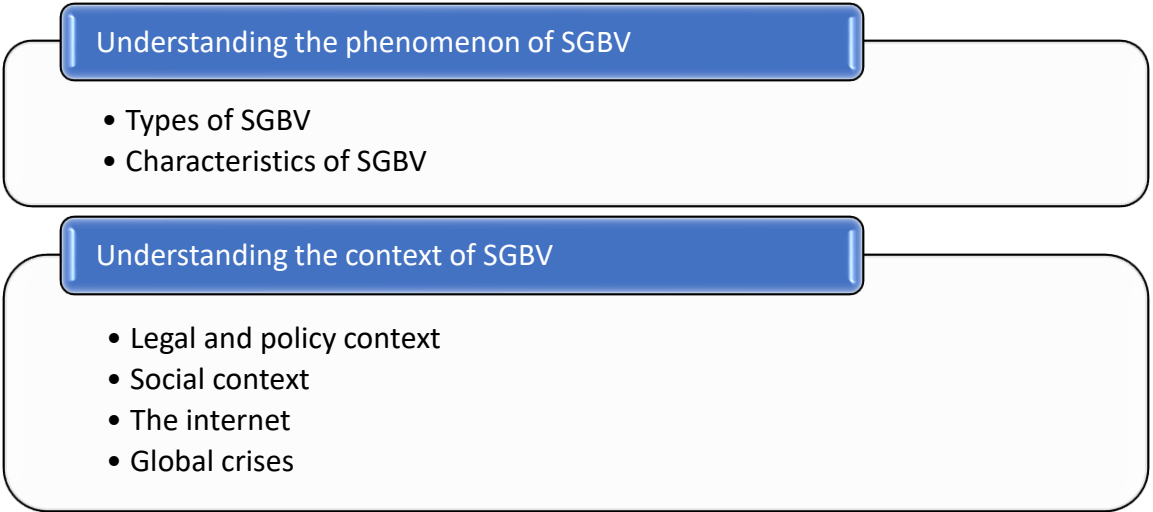 Understanding the phenomenon of SGBV
• Types of SGBV
• Characteristics of SGBV
Understanding the context of SGBV
• Legal and policy context
• Social context
• The internet
• Global crises